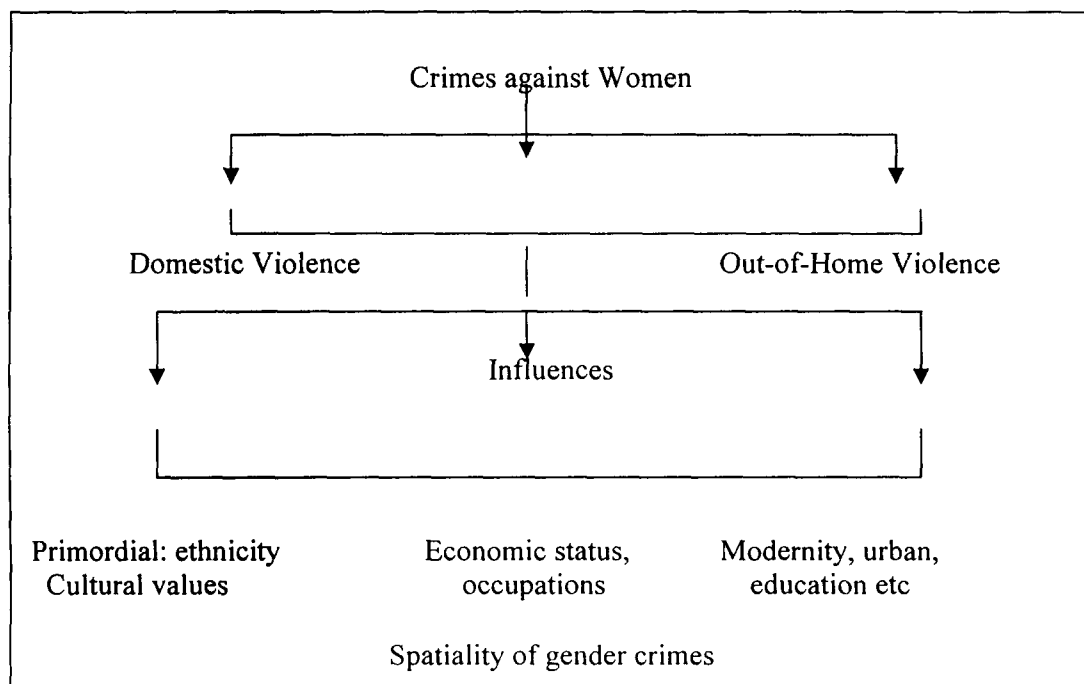 Crimes against Women
Domestic Violence
Out-of-Home Violence
Influences
Primordial: ethnicity
Cultural values
Economic status,
occupations
Modernity, urban,
education etc
Spatiality of gender crimes